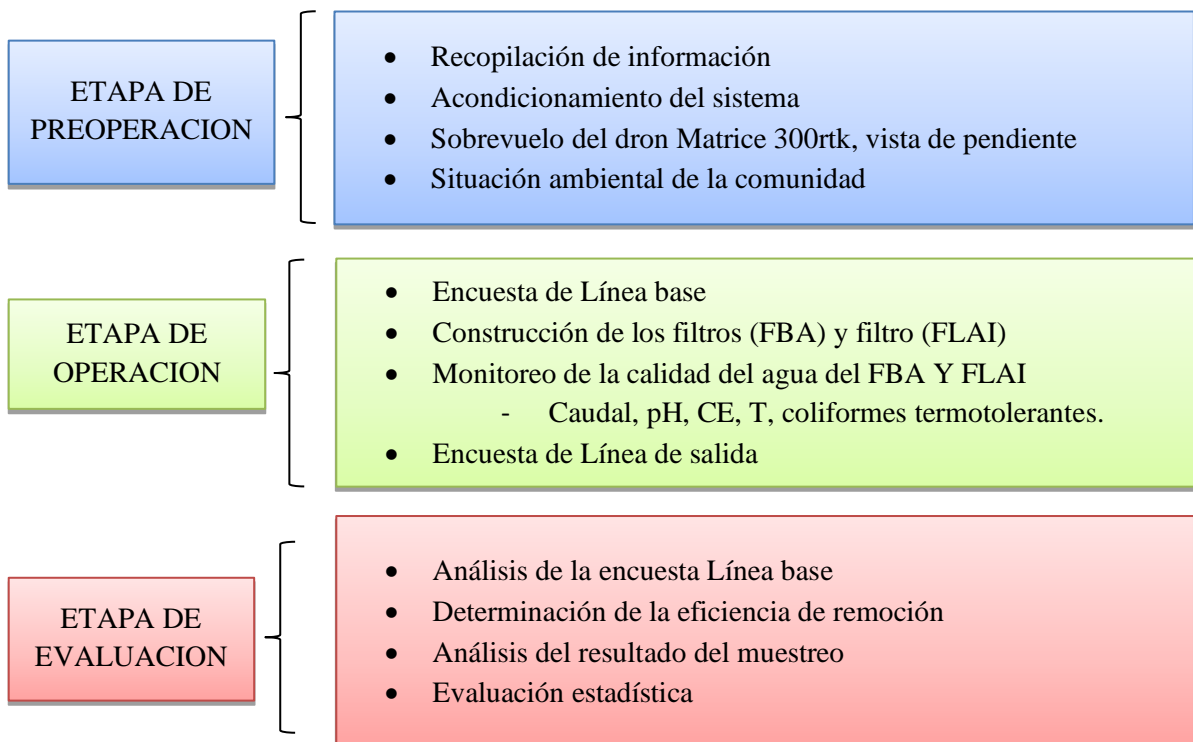 ETAPA DE
PREOPERACION
• Recopilación de información
• Acondicionamiento del sistema
• Sobrevuelo del dron Matrice 300rtk, vista de pendiente
• Situación ambiental de la comunidad
ETAPA DE
OPERACION
• Encuesta de Línea base
• Construcción de los filtros (FBA) y filtro (FLAI)
• Monitoreo de la calidad del agua del FBA Y FLAI
- Caudal, pH, CE, T, coliformes termotolerantes.
• Encuesta de Línea de salida
ETAPA DE
EVALUACION
• Análisis de la encuesta Línea base
• Determinación de la eficiencia de remoción
• Análisis del resultado del muestreo
• Evaluación estadística